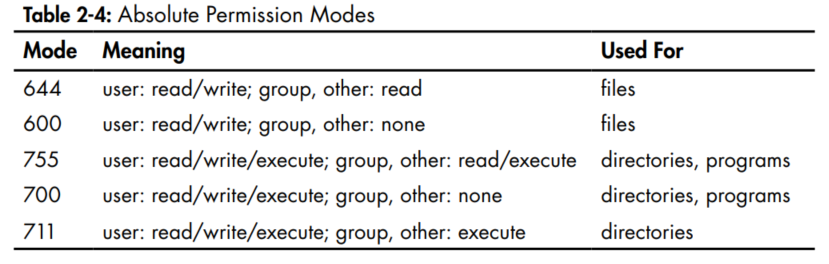 Table 2-4: Absolute Permission Modes
Mode Meaning Used For
644 user: read/write; group, other: read files
600 user: read/write; group, other: none files
755 user: read/write/execute; group, other: read/execute directories, programs
700 user: read/write/execute; group, other: none directories, programs
711 user: read/write/execute; group, other: execute directories